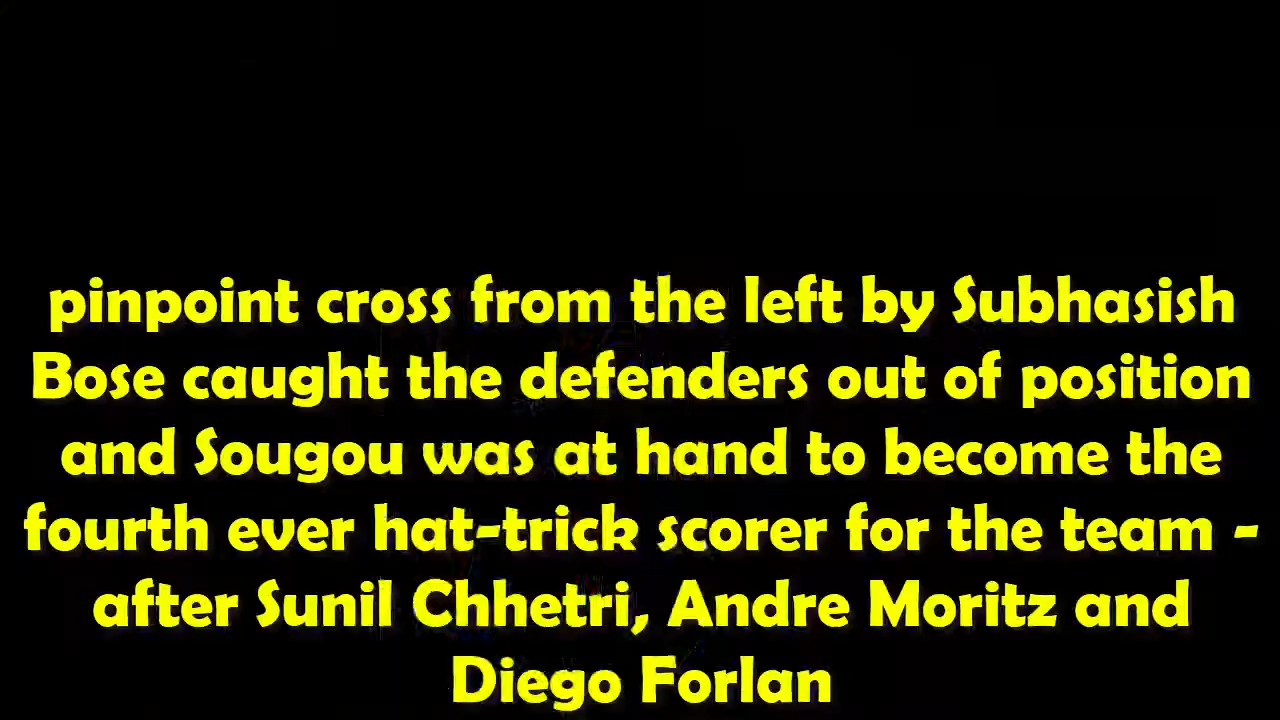 pinpoint cross from the left by Subhasish
Bose caught the defenders out of position
and Sougou was at hand to become the
fourth ever hat-trick scorer for the team -
after Sunil Chhetri, Andre Moritz and
Diego Forlan